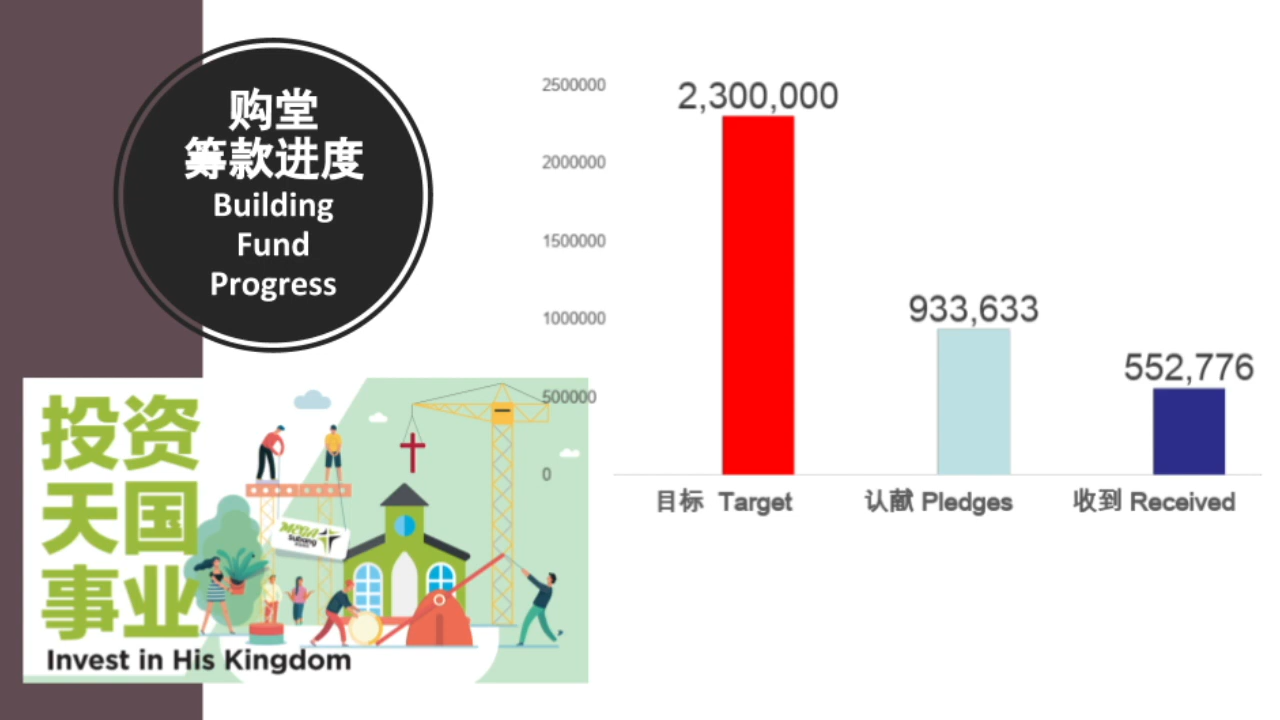 购堂
筹款进度
Building
Fund
Progress
2500000
2000000
1500000
1000000
500000
0
2,300,000
933,633
552,776
目标 Target
认献 Pledges
收到 Received
投资
天国
事业
Invest in His Kingdom
subang